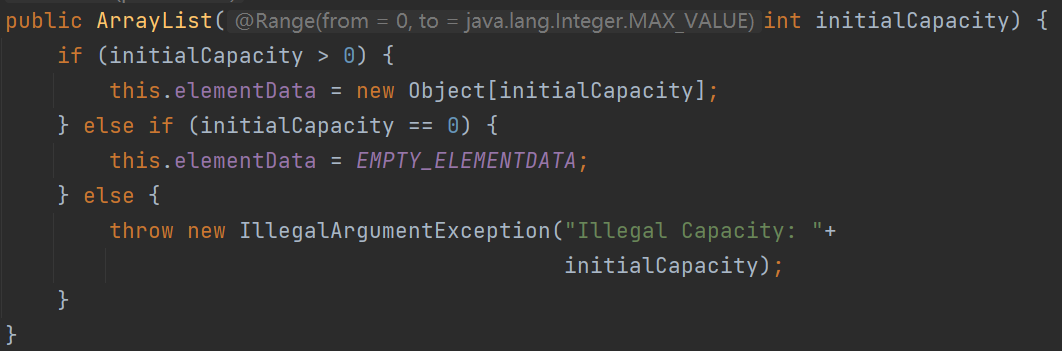 public ArrayList( @Range(from = 0, to = java.lang.Integer.MAX_VALUE) int initialCapacity) {
    if (initialCapacity > 0) {
        this.elementData = new Object[initialCapacity];
    } else if (initialCapacity == 0) {
        this.elementData = EMPTY_ELEMENTDATA;
    } else {
        throw new IllegalArgumentException("Illegal Capacity: "+
                                           initialCapacity);
    }
}